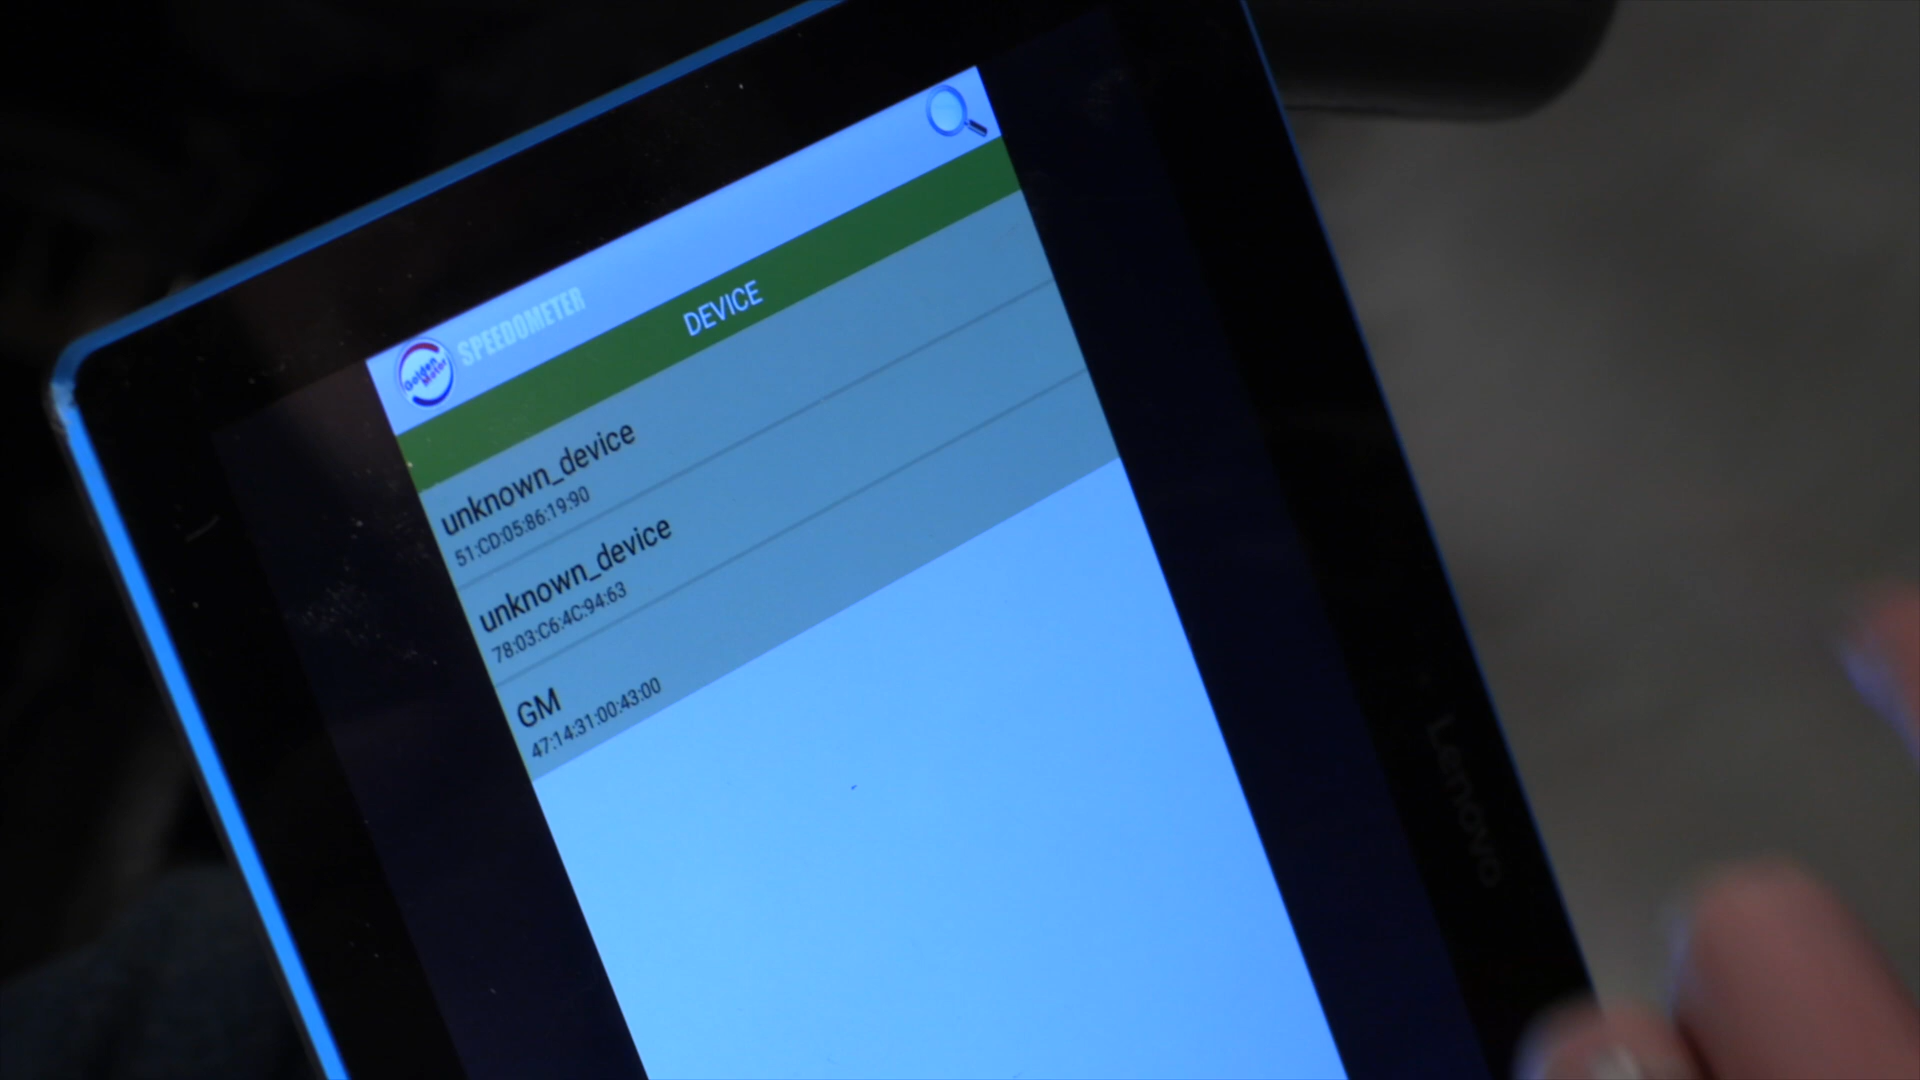 Golden
Motor
SPEEDOMETER
DEVICE
unknown_device
51:CD:05:86:19:90
unknown_device
78:03:C6:4C:94:63
GM
47:14:31:00:43:00
Lenovo